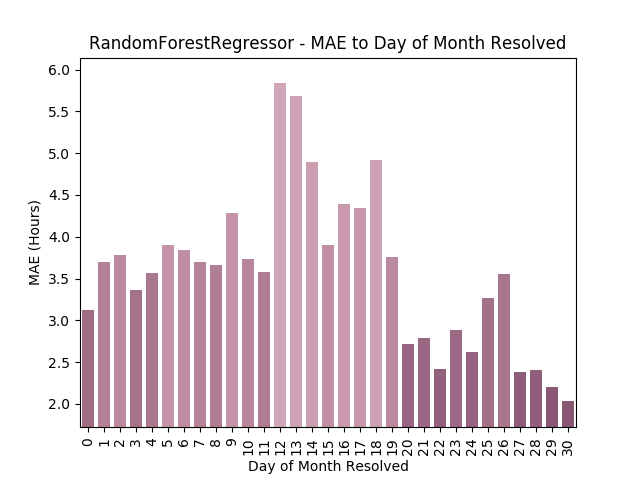 RandomForestRegressor - MAE to Day of Month Resolved
6.0
5.5
5.0
4.5
4.0
3.5
3.0
2.5
2.0
MAE (Hours)
0 1 2 3 4 5 6 7 8 9 10 11 12 13 14 15 16 17 18 19 20 21 22 23 24 25 26 27 28 29 30
Day of Month Resolved